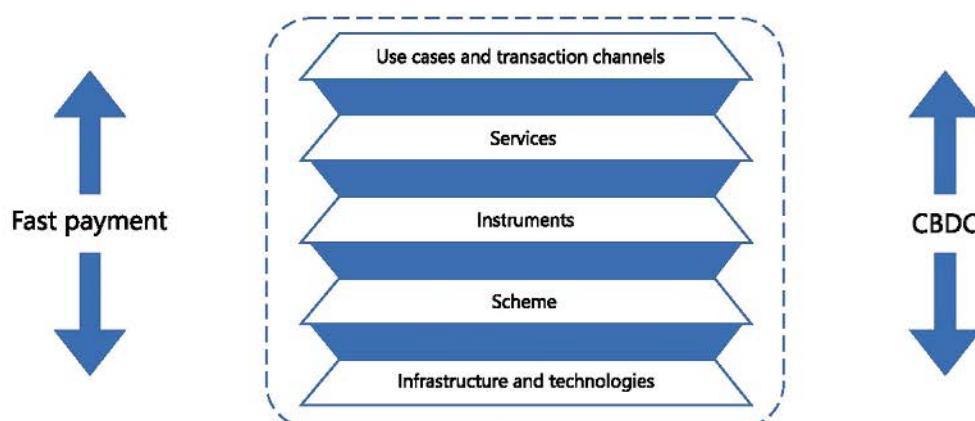 Use cases and transaction channels
Services
Fast payment
Instruments
CBDC
Scheme
Infrastructure and technologies